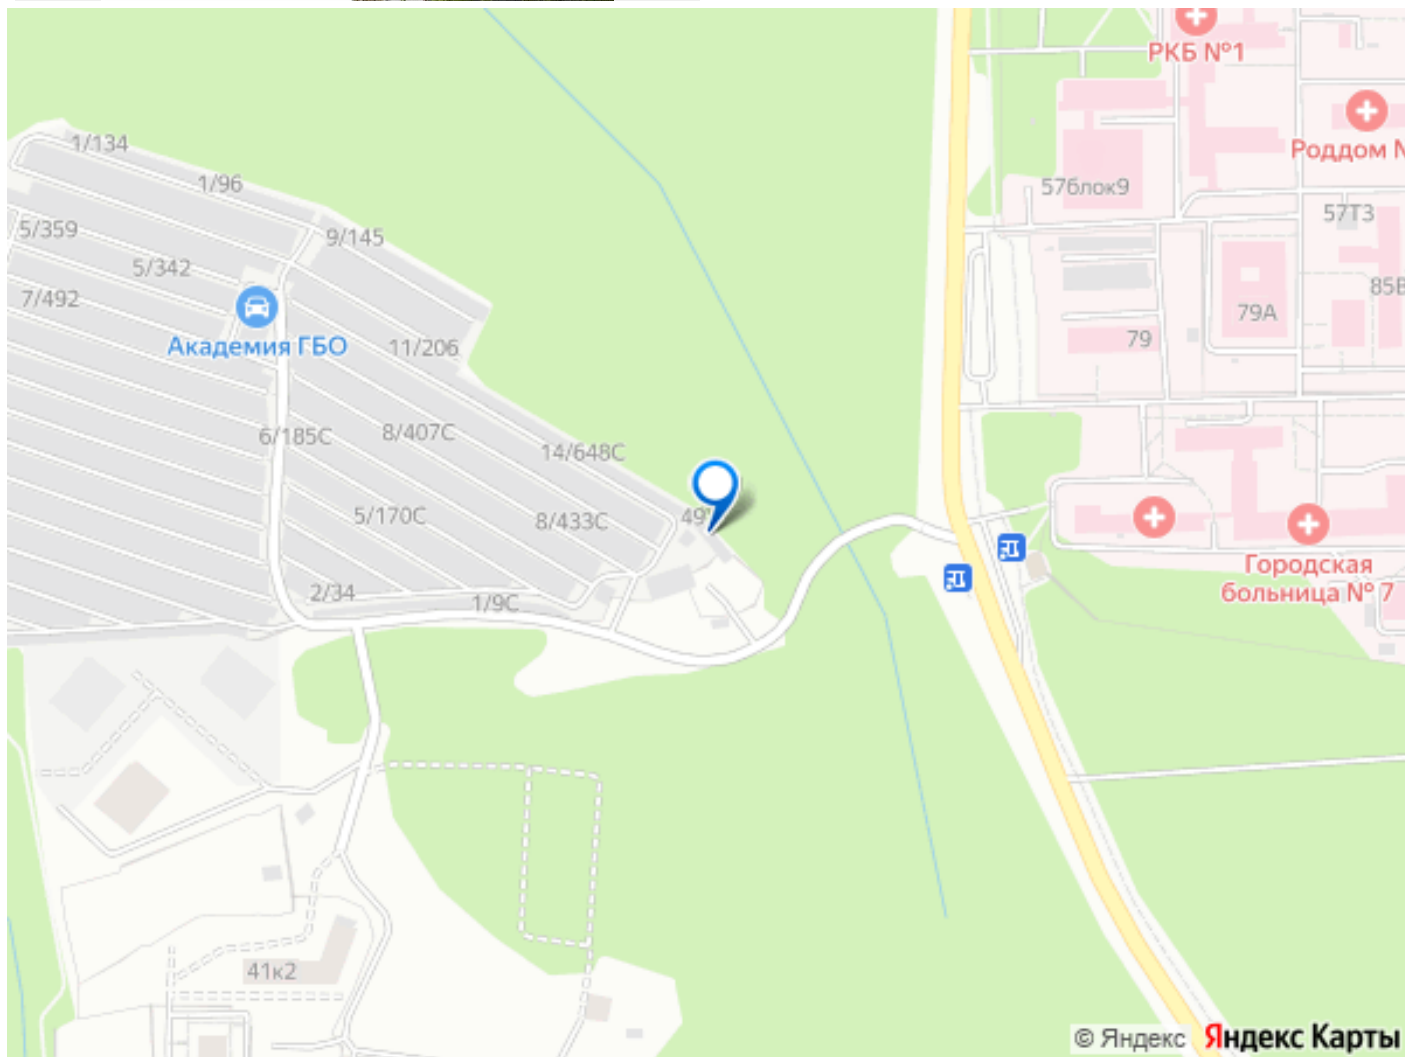 РКБ №1
Роддом №
1/134
1/96
57блок9
57Т3
5/359
9/145
5/342
7/492
85В
79А
79
Академия ГБО
11/206
6/185С
8/407С
14/648С
5/170С
8/433С
Городская
больница № 7
2/34
1/9С
41к2
© Яндекс Яндекс Карты